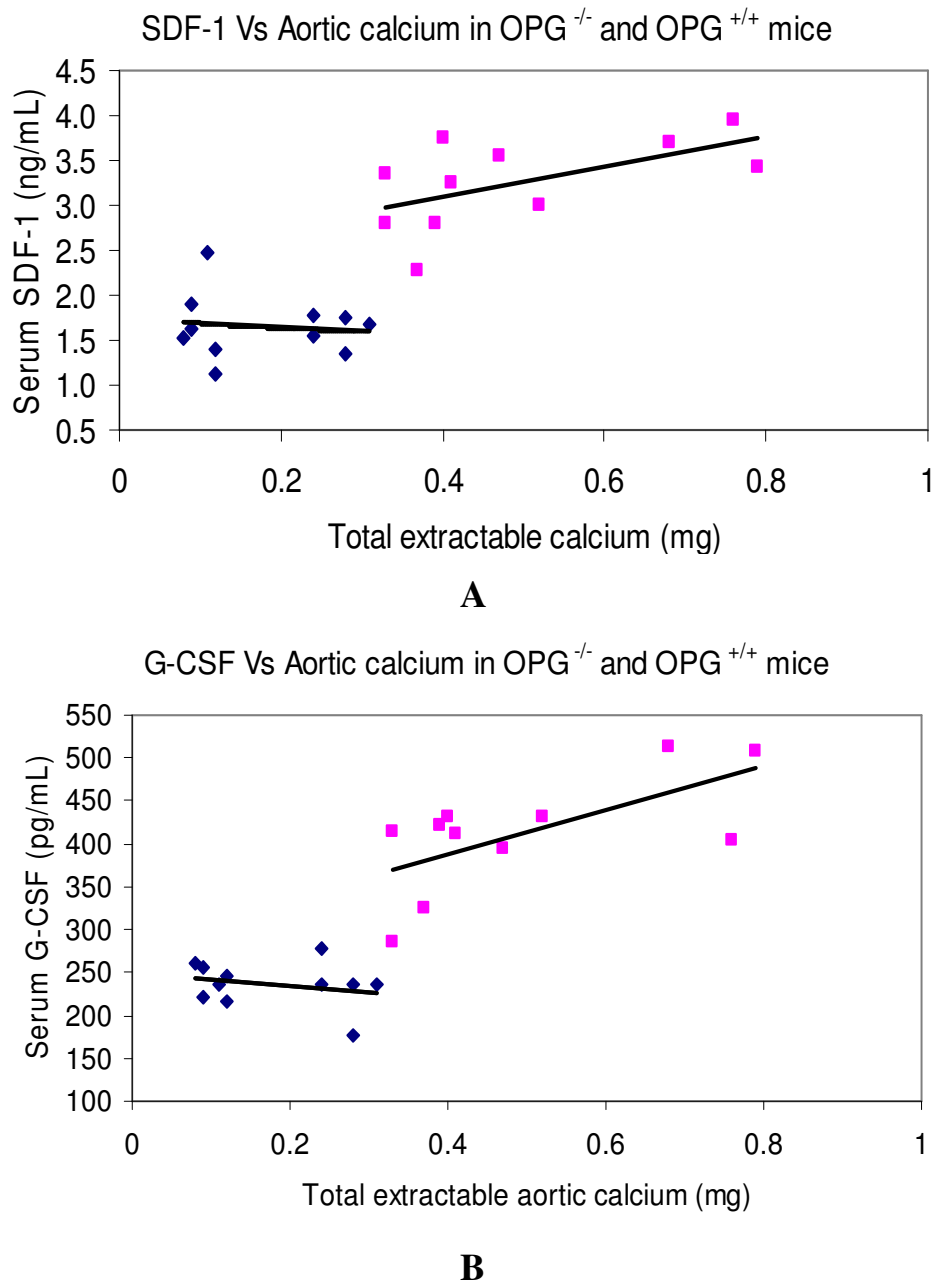 SDF-1 Vs Aortic calcium in OPG -/- and OPG +/+ mice
Serum SDF-1 (ng/mL)
4.5
4.0
3.5
3.0
2.5
2.0
1.5
1.0
0.5
0 0.2 0.4 0.6 0.8 1
Total extractable calcium (mg)
A
G-CSF Vs Aortic calcium in OPG -/- and OPG +/+ mice
Serum G-CSF (pg/mL)
550
500
450
400
350
300
250
200
150
100
0 0.2 0.4 0.6 0.8 1
Total extractable aortic calcium (mg)
B